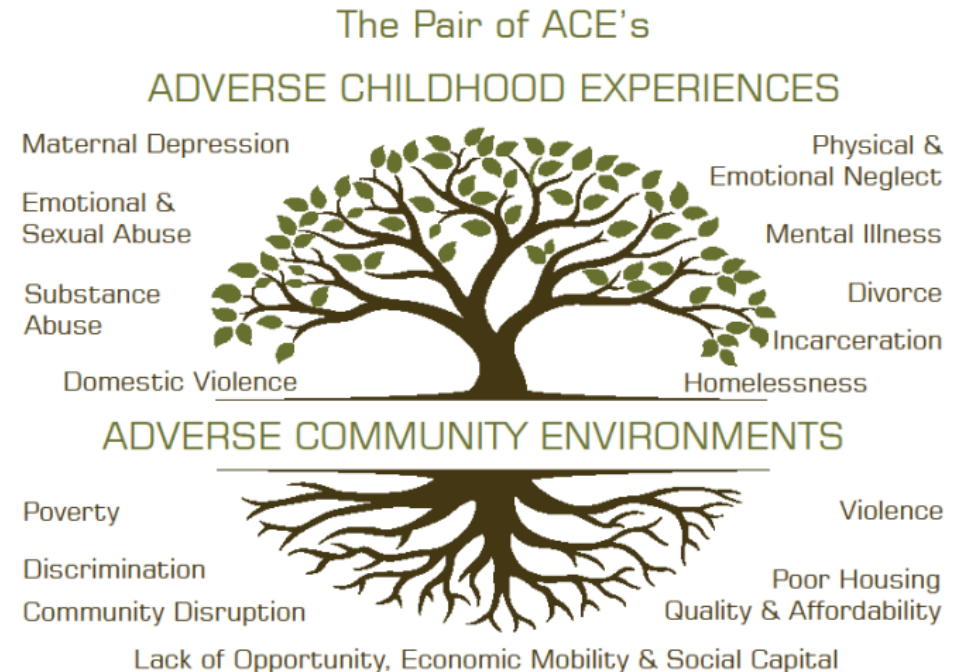 The Pair of ACE's
ADVERSE CHILDHOOD EXPERIENCES
Maternal Depression
Emotional &
Sexual Abuse
Substance
Abuse
Domestic Violence
Physical &
Emotional Neglect
Mental Illness
Divorce
Incarceration
Homelessness
ADVERSE COMMUNITY ENVIRONMENTS
Poverty
Discrimination
Community Disruption
Violence
Poor Housing
Quality & Affordability
Lack of Opportunity, Economic Mobility & Social Capital